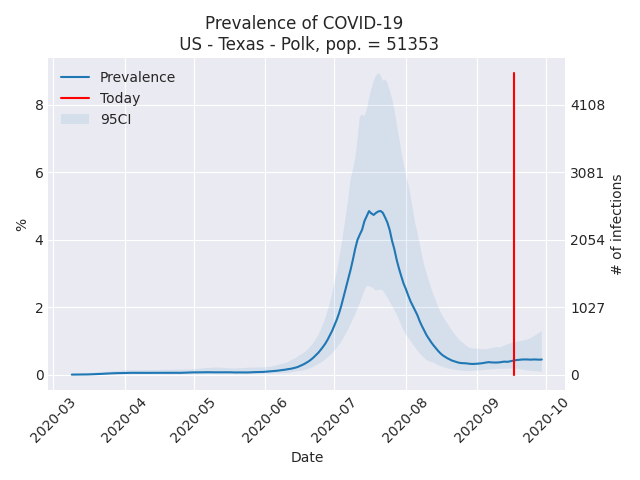 Prevalence of COVID-19
US - Texas - Polk, pop. = 51353
Prevalence
Today
95CI
8
6
4
2
0
%
4108
3081
2054
1027
0
# of infections
2020-03
2020-04
2020-05
2020-06
2020-07
2020-08
2020-09
2020-10
Date